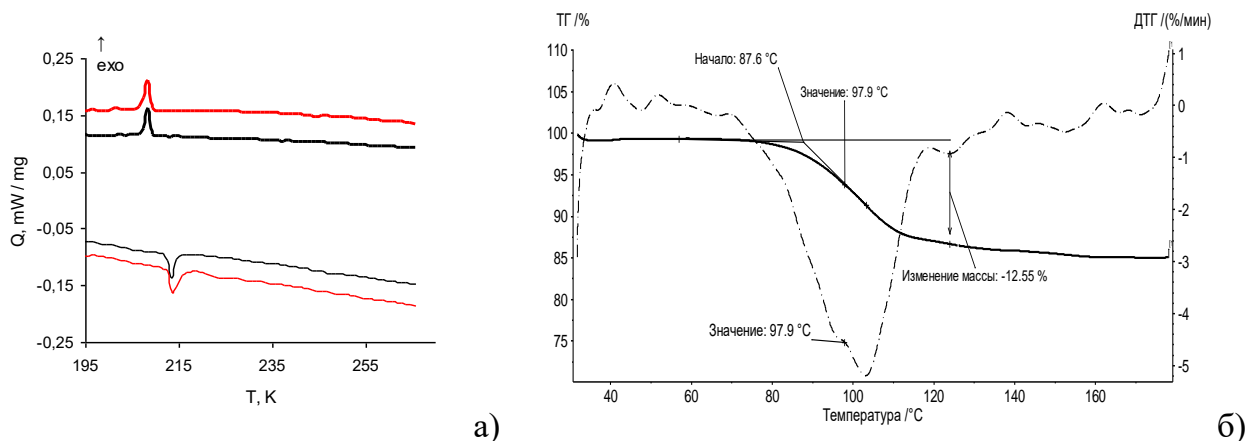 ↑
exo
Q, mW / mg
0,25
0,15
0,05
-0,05
-0,15
-0,25
195
215
235
255
T, K
а)
ТГ /%
ДТГ /(%/мин)
110
105
100
95
90
85
80
75
1
0
-1
-2
-3
-4
-5
Начало: 87.6 °C
Значение: 97.9 °C
Изменение массы: -12.55 %
Значение: 97.9 °C
40
60
80
100
120
140
160
Температура /°C
б)